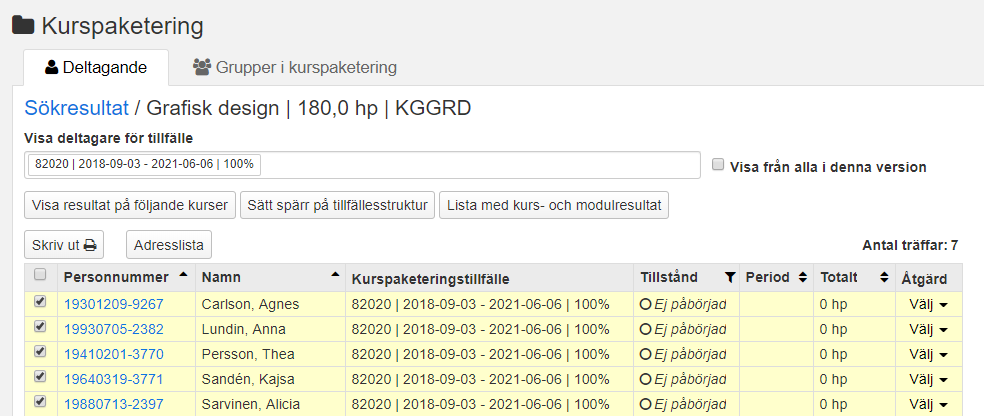 Kurspaketering
Deltagande Grupper i kurspaketering
Sökresultat / Grafisk design | 180,0 hp | KGGRD
Visa deltagare för tillfälle
82020 | 2018-09-03 - 2021-06-06 | 100% Visa från alla i denna version
Visa resultat på följande kurser Sätt spärr på tillfällesstruktur Lista med kurs- och modulresultat
Skriv ut Adresslista Antal träffar: 7
Personnummer Namn Kurspaketeringstillfälle Tillstånd Period Totalt Åtgärd
19301209-9267 Carlson, Agnes 82020 | 2018-09-03 - 2021-06-06 | 100% Ej påbörjad 0 hp Välj
19930705-2382 Lundin, Anna 82020 | 2018-09-03 - 2021-06-06 | 100% Ej påbörjad 0 hp Välj
19410201-3770 Persson, Thea 82020 | 2018-09-03 - 2021-06-06 | 100% Ej påbörjad 0 hp Välj
19640319-3771 Sandén, Kajsa 82020 | 2018-09-03 - 2021-06-06 | 100% Ej påbörjad 0 hp Välj
19880713-2397 Sarvinen, Alicia 82020 | 2018-09-03 - 2021-06-06 | 100% Ej påbörjad 0 hp Välj